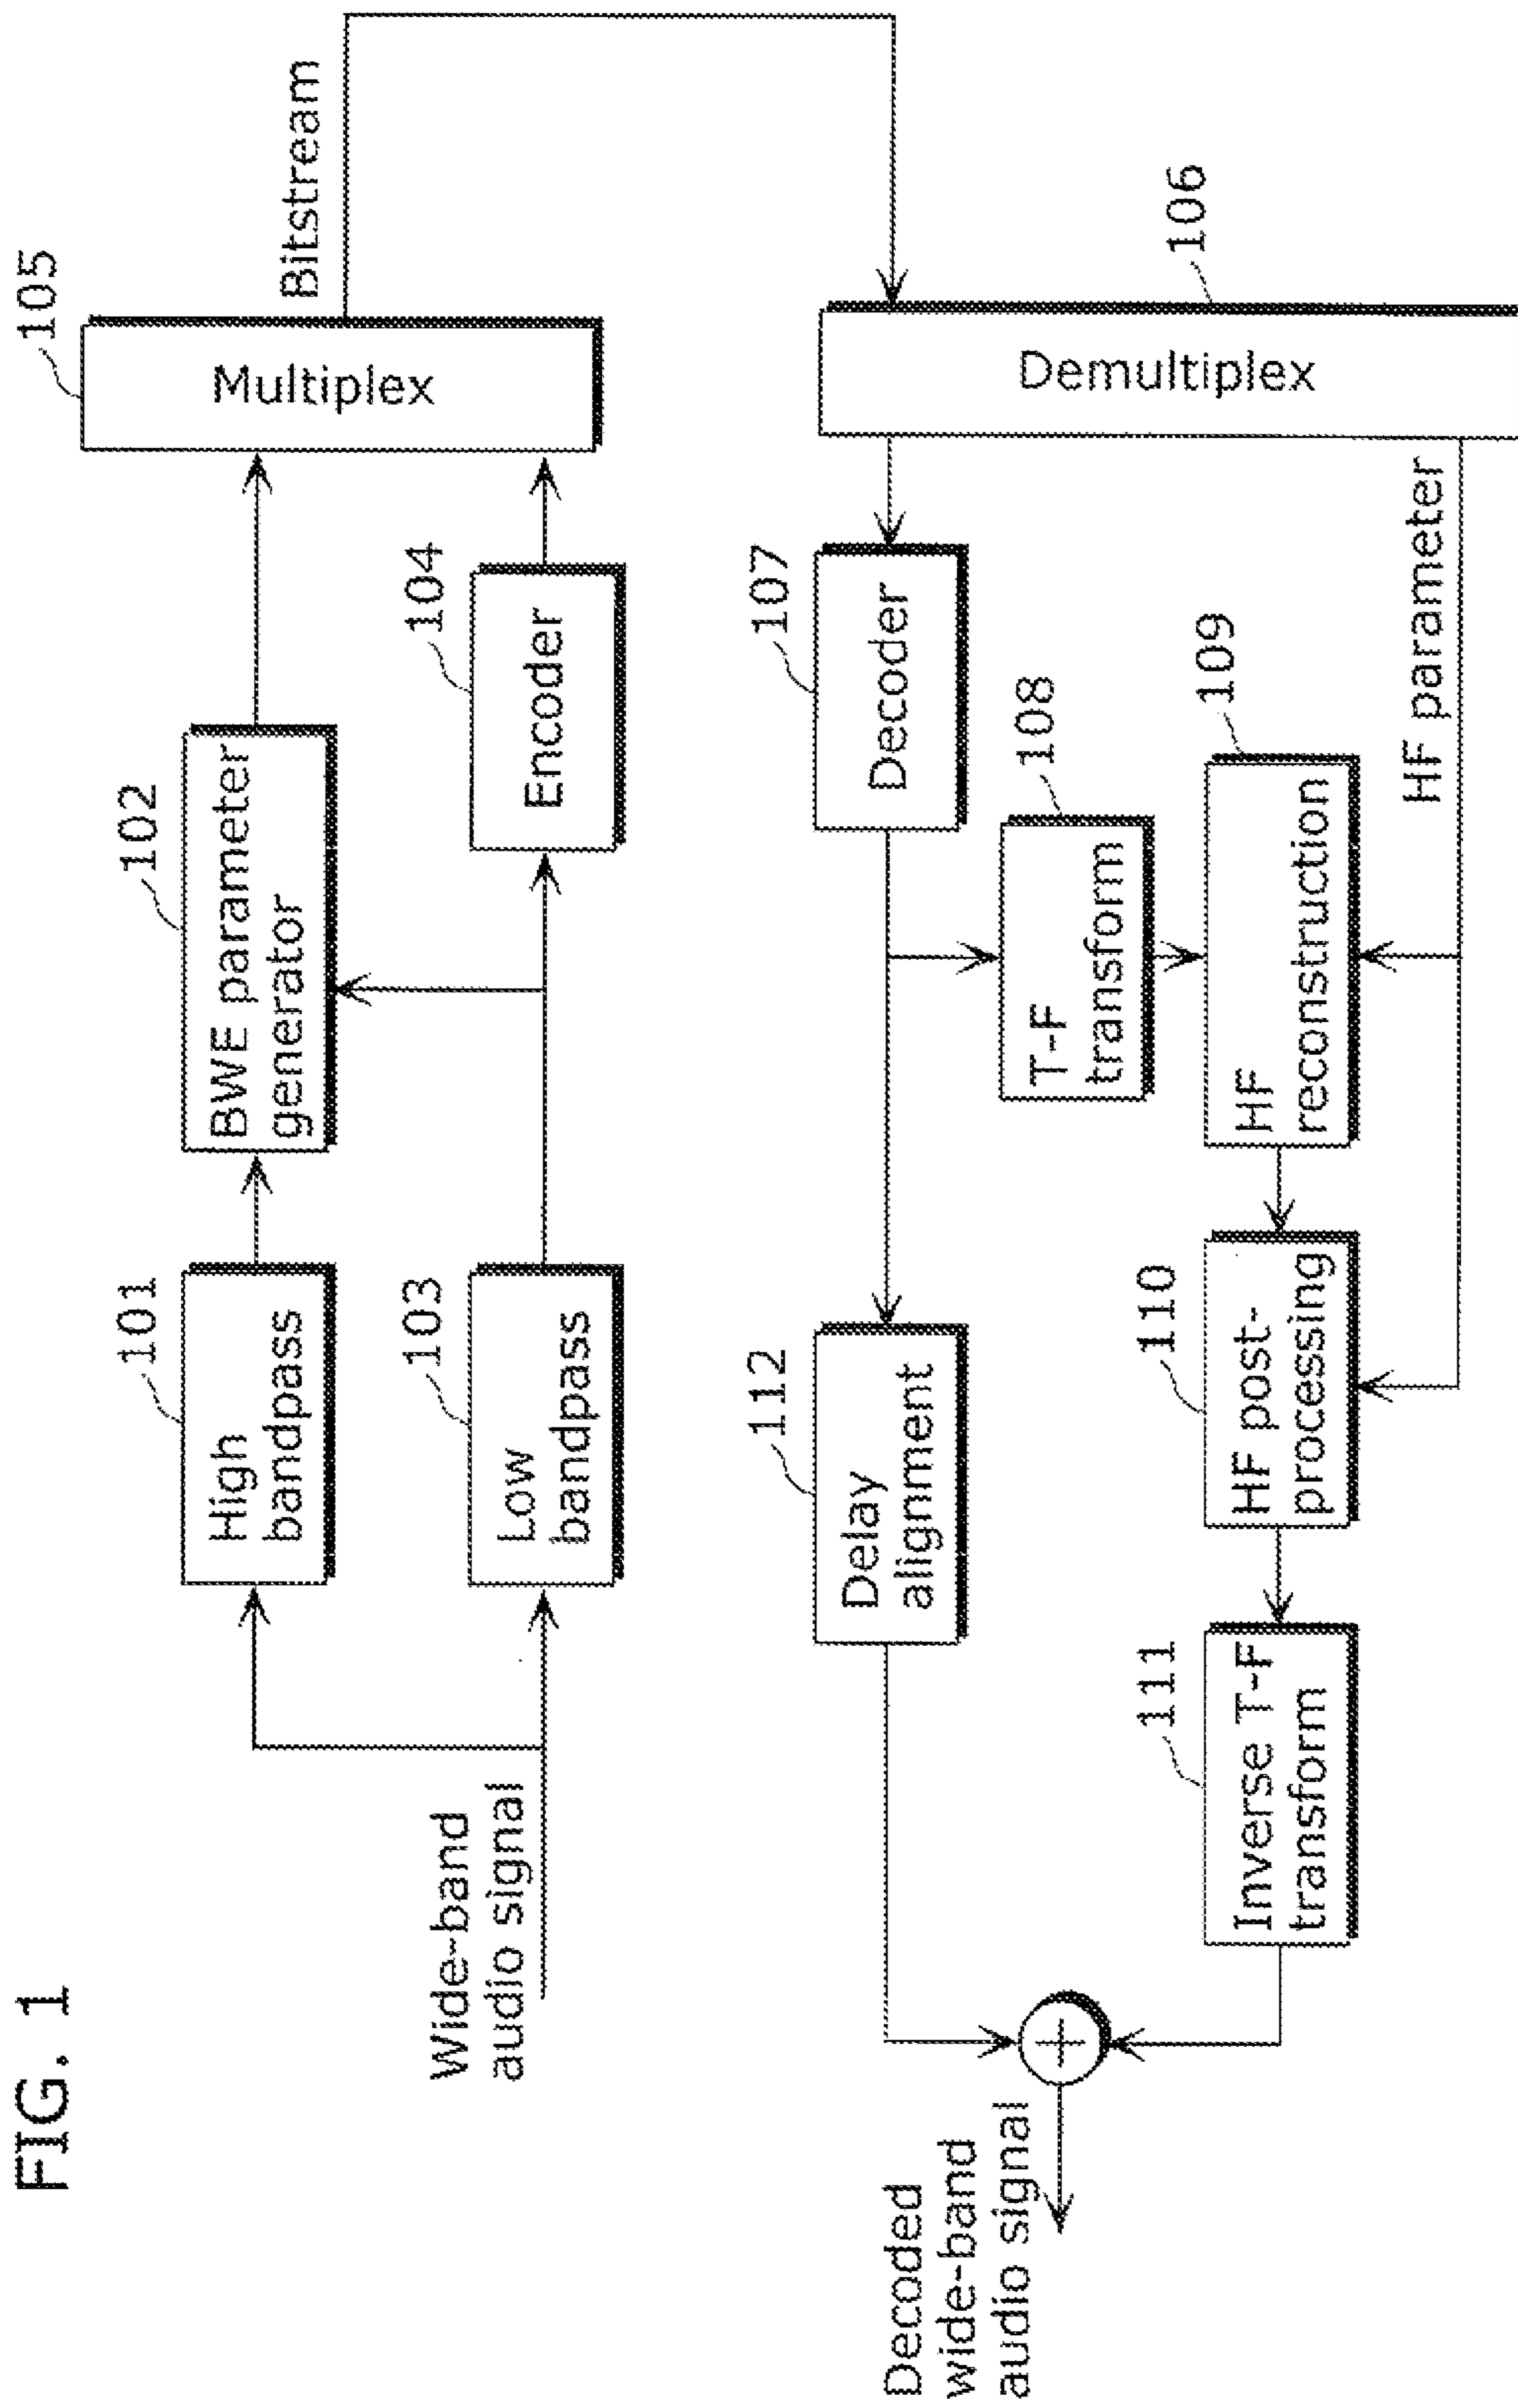 FIG. 1
Wide-band
audio signal
101
High
bandpass
102
BWE parameter
generator
103
Low
bandpass
104
Encoder
105
Multiplex
Bitstream
106
Demultiplex
107
Decoder
108
T-F
transform
109
HF
reconstruction
HF parameter
110
HF post-
processing
111
Inverse T-F
transform
112
Delay
alignment
+
Decoded
wide-band
audio signal